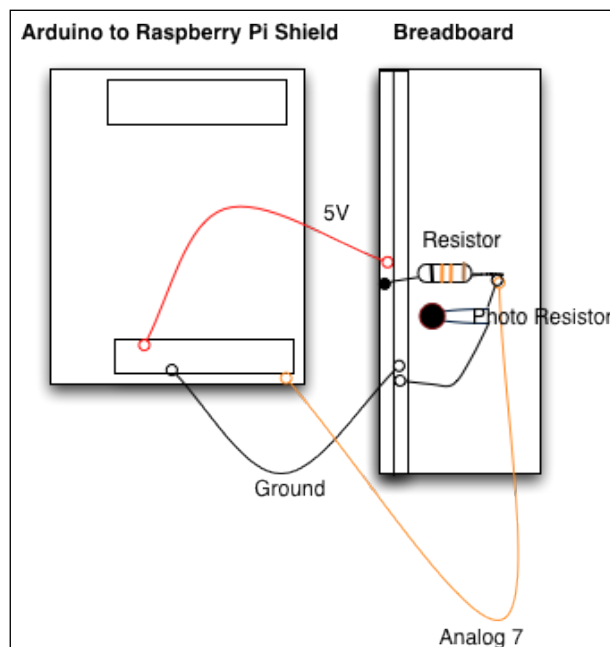 Arduino to Raspberry Pi Shield
Breadboard
5V
Resistor
Photo Resistor
Ground
Analog 7